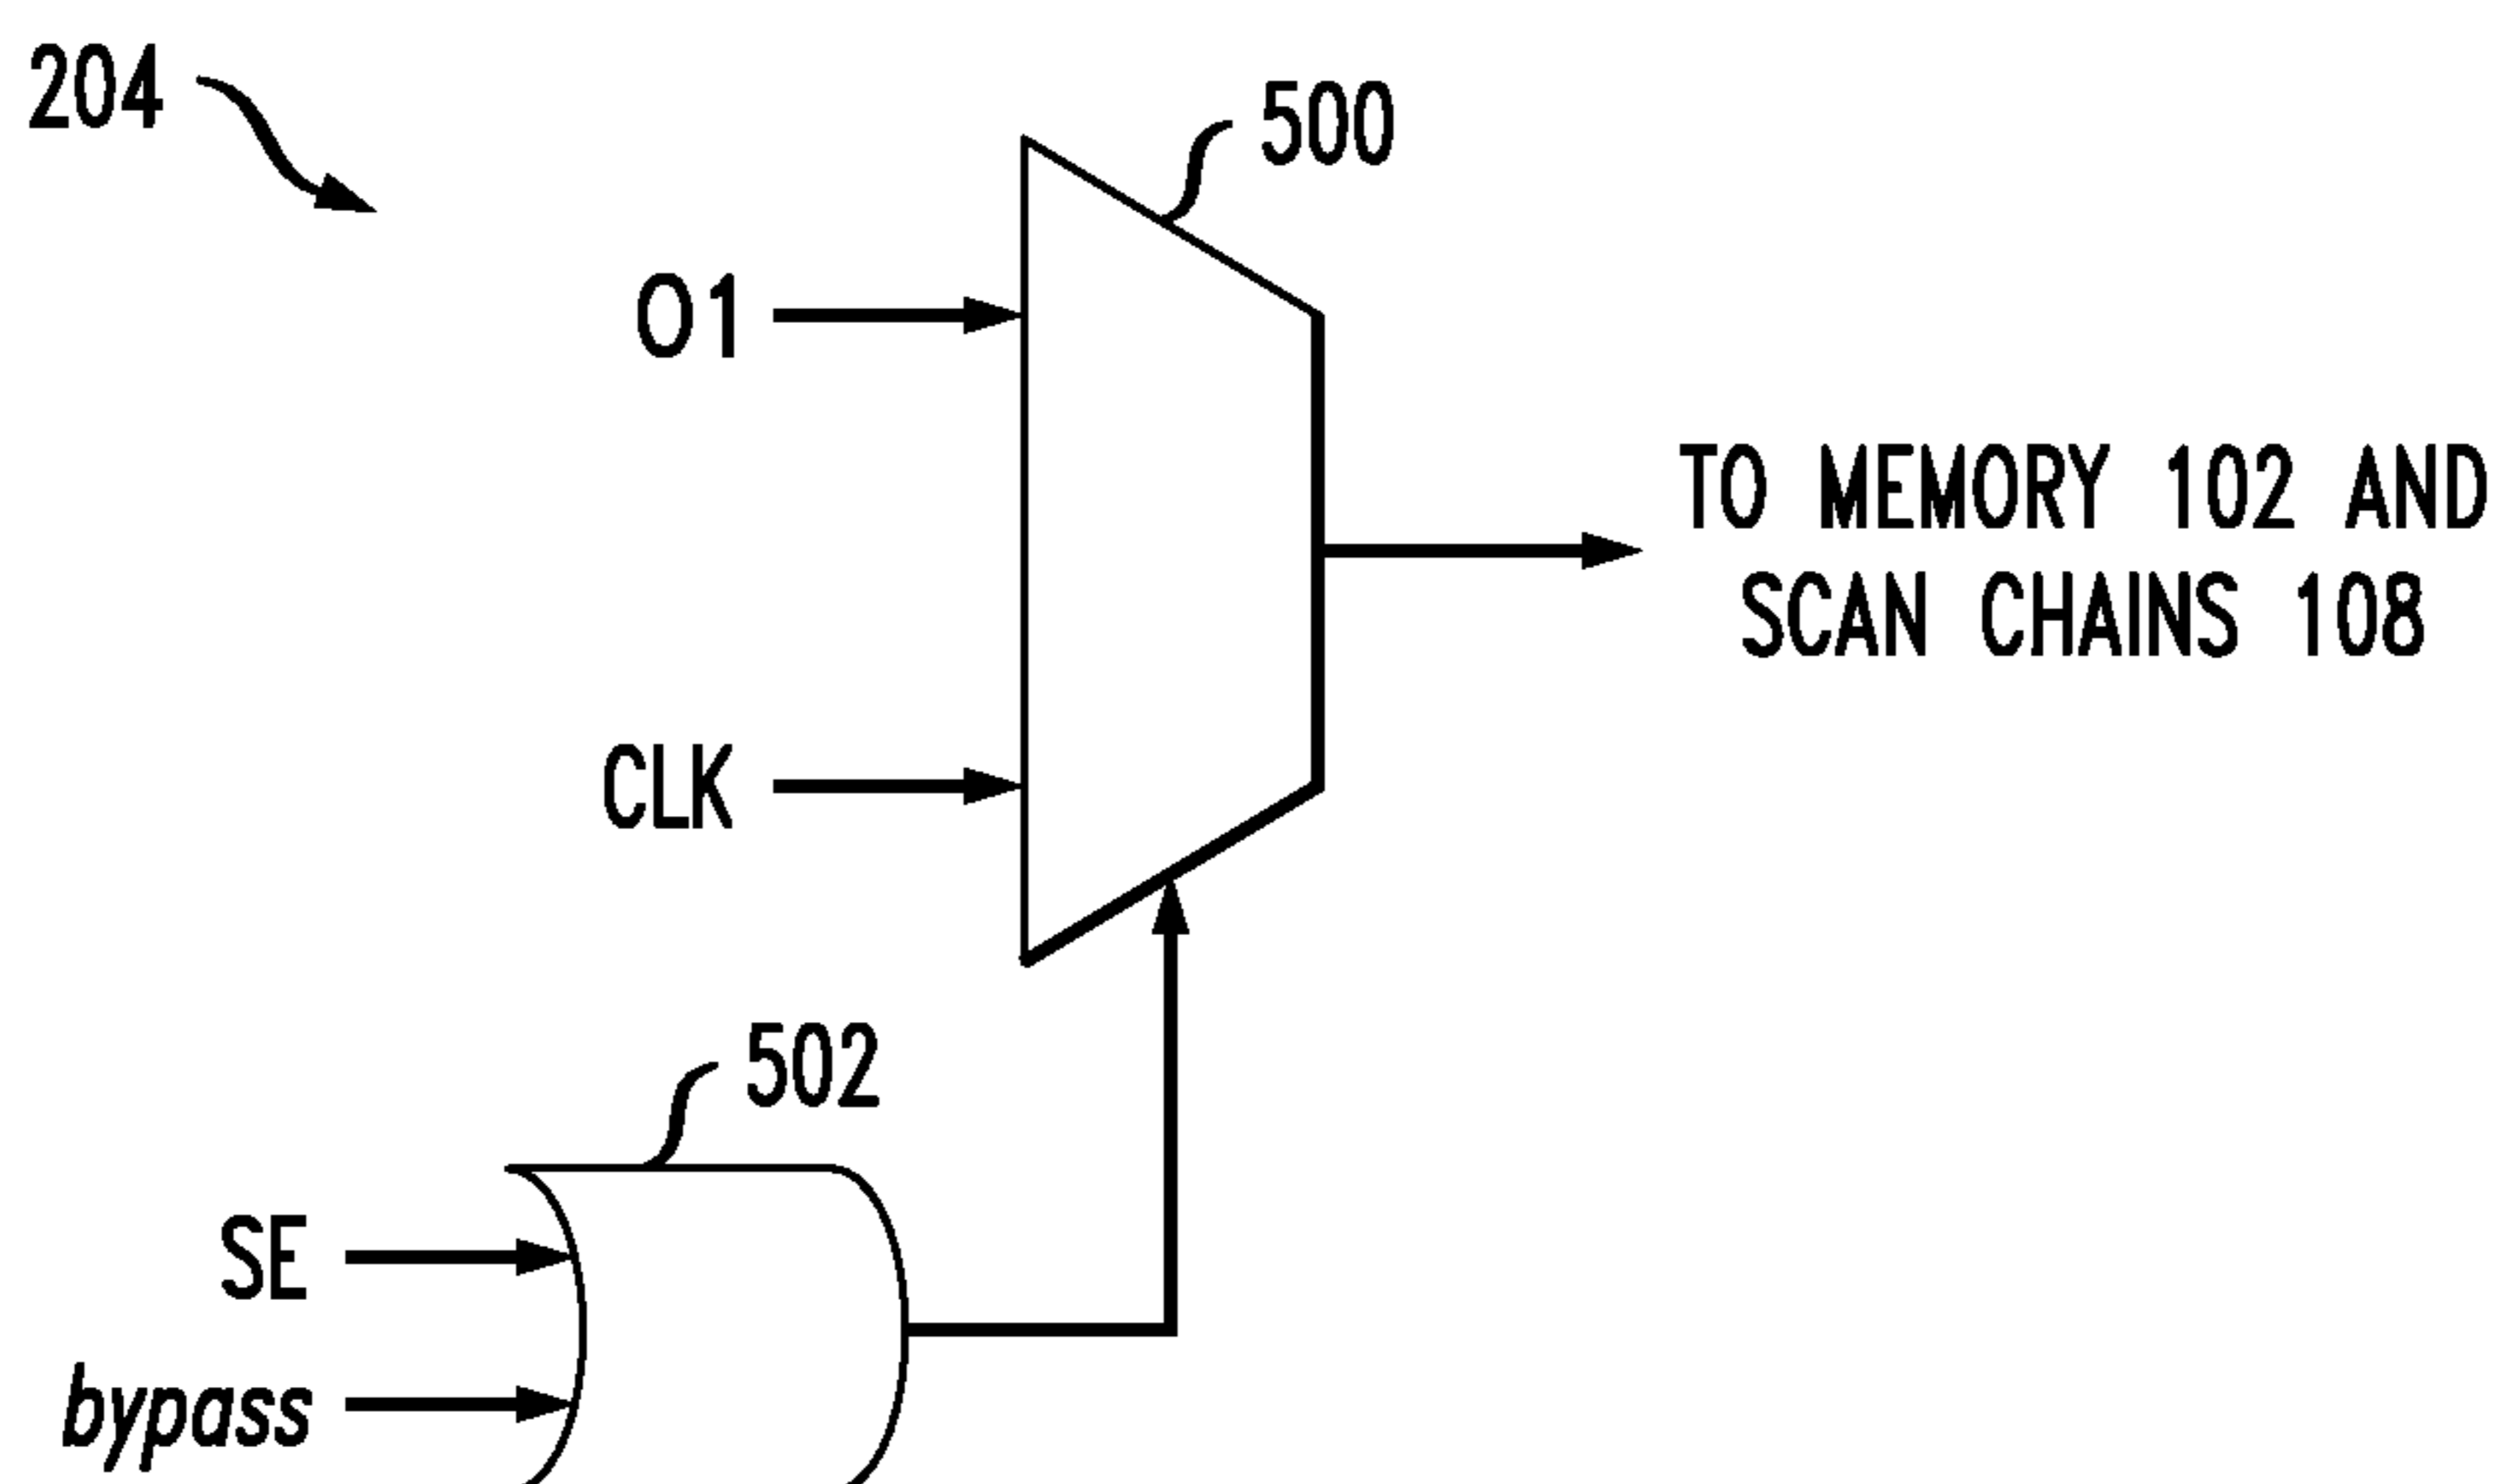 204
500
O1
TO MEMORY 102 AND
SCAN CHAINS 108
CLK
502
SE
bypass